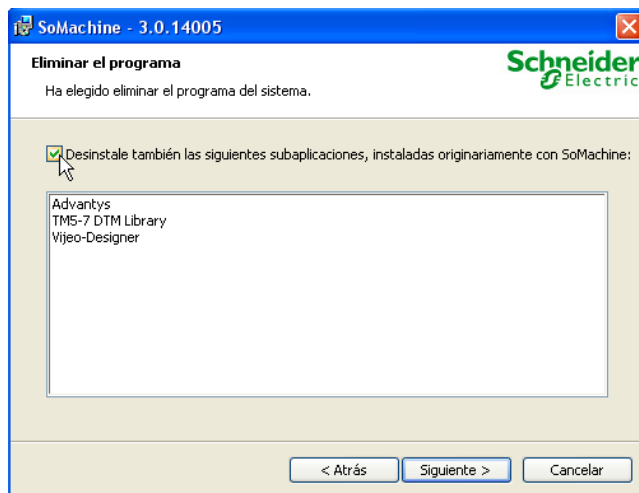 SoMachine - 3.0.14005
Eliminar el programa
Ha elegido eliminar el programa del sistema.
Schneider
Electric
Desinstale también las siguientes subaplicaciones, instaladas originariamente con SoMachine:
Advantys
TM5-7 DTM Library
Vijeo-Designer
< Atrás
Siguiente >
Cancelar